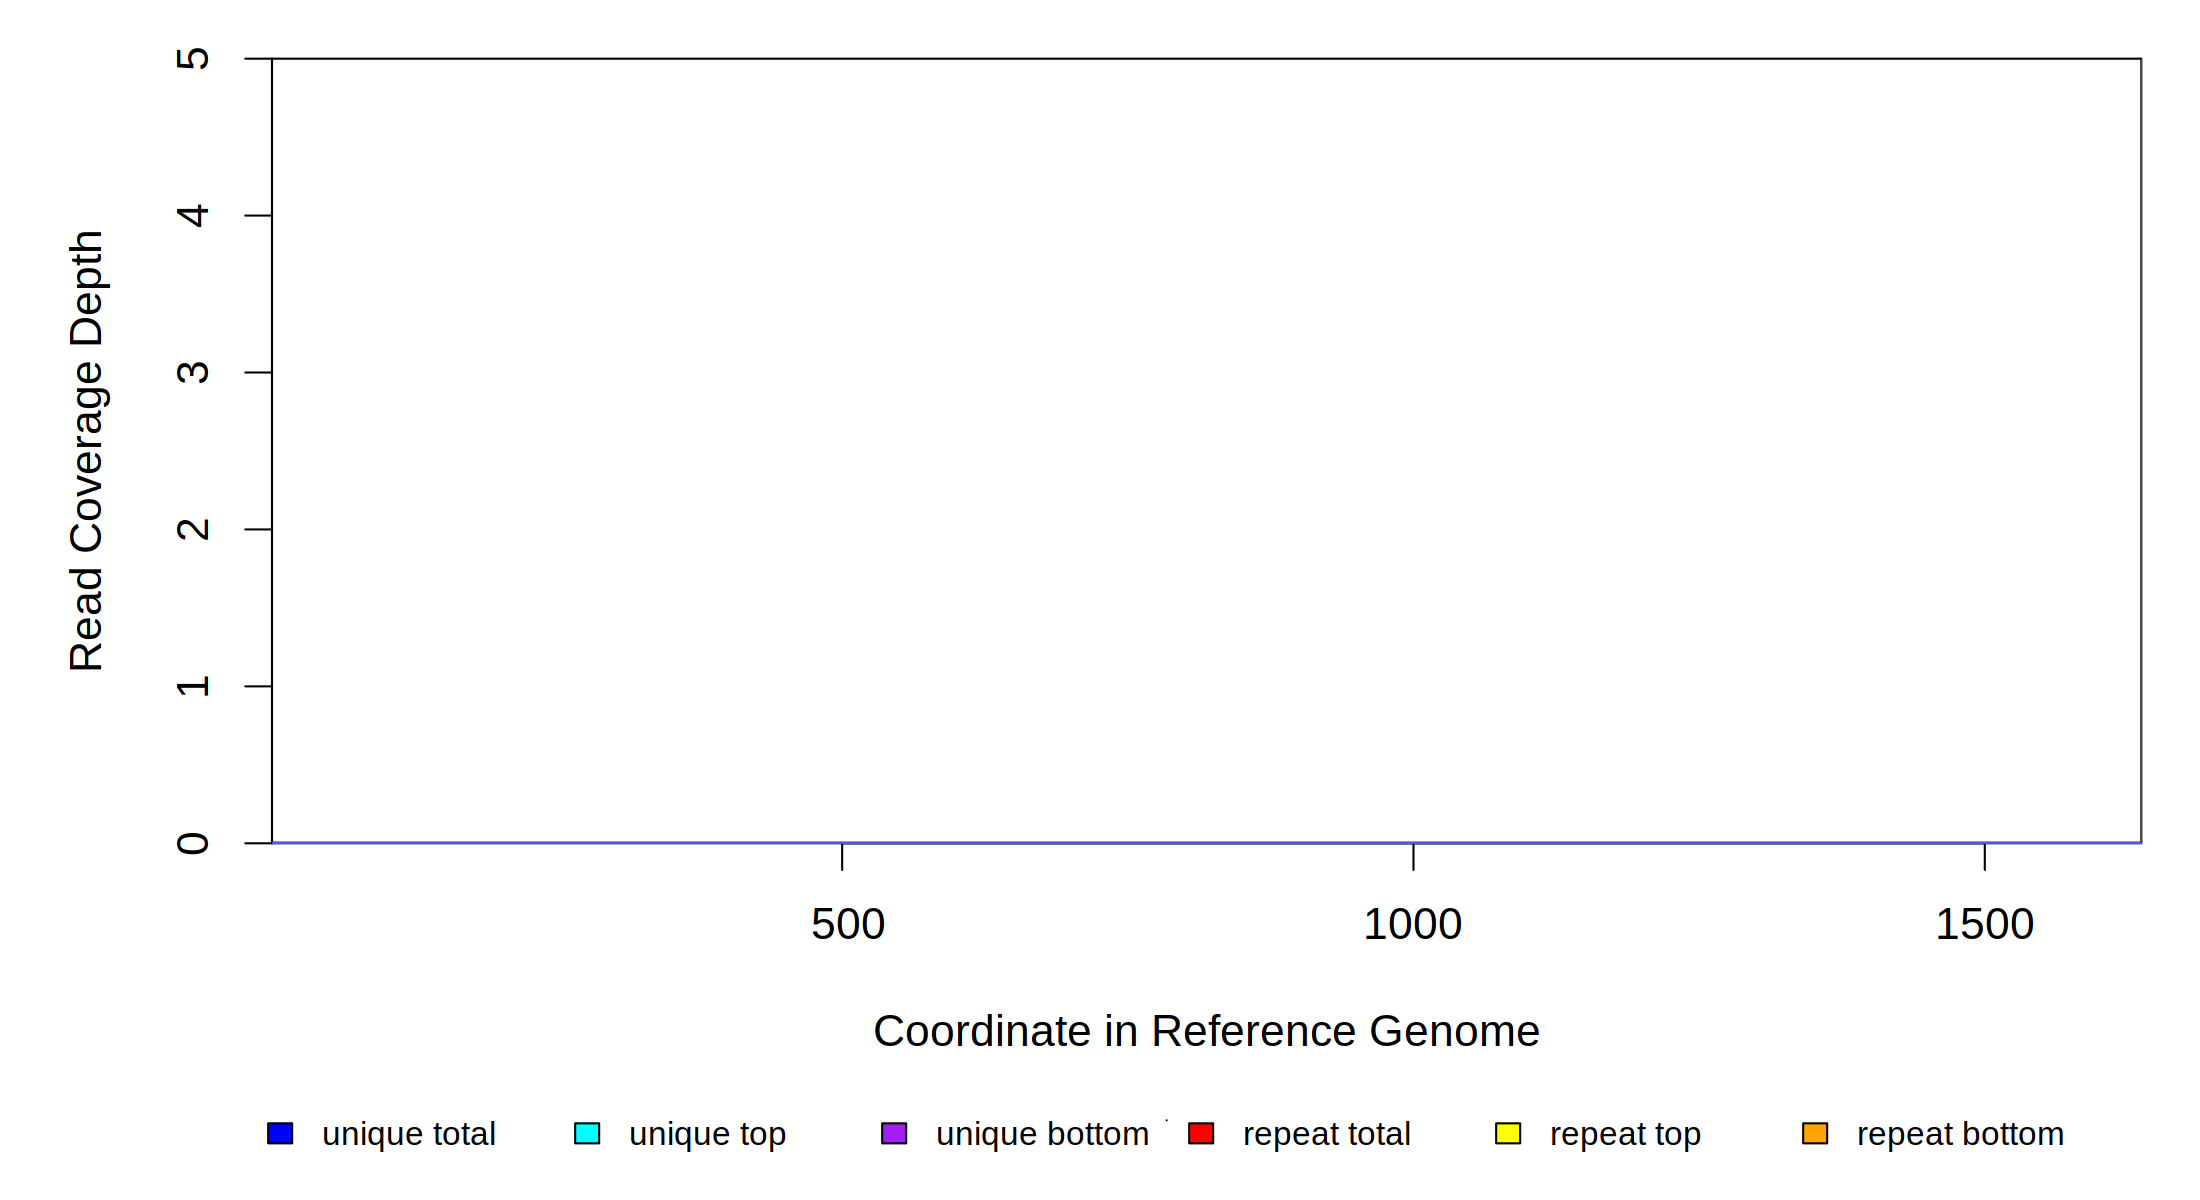 5
4
3
2
1
0
Read Coverage Depth
500 1000 1500
Coordinate in Reference Genome
unique total unique top unique bottom repeat total repeat top repeat bottom